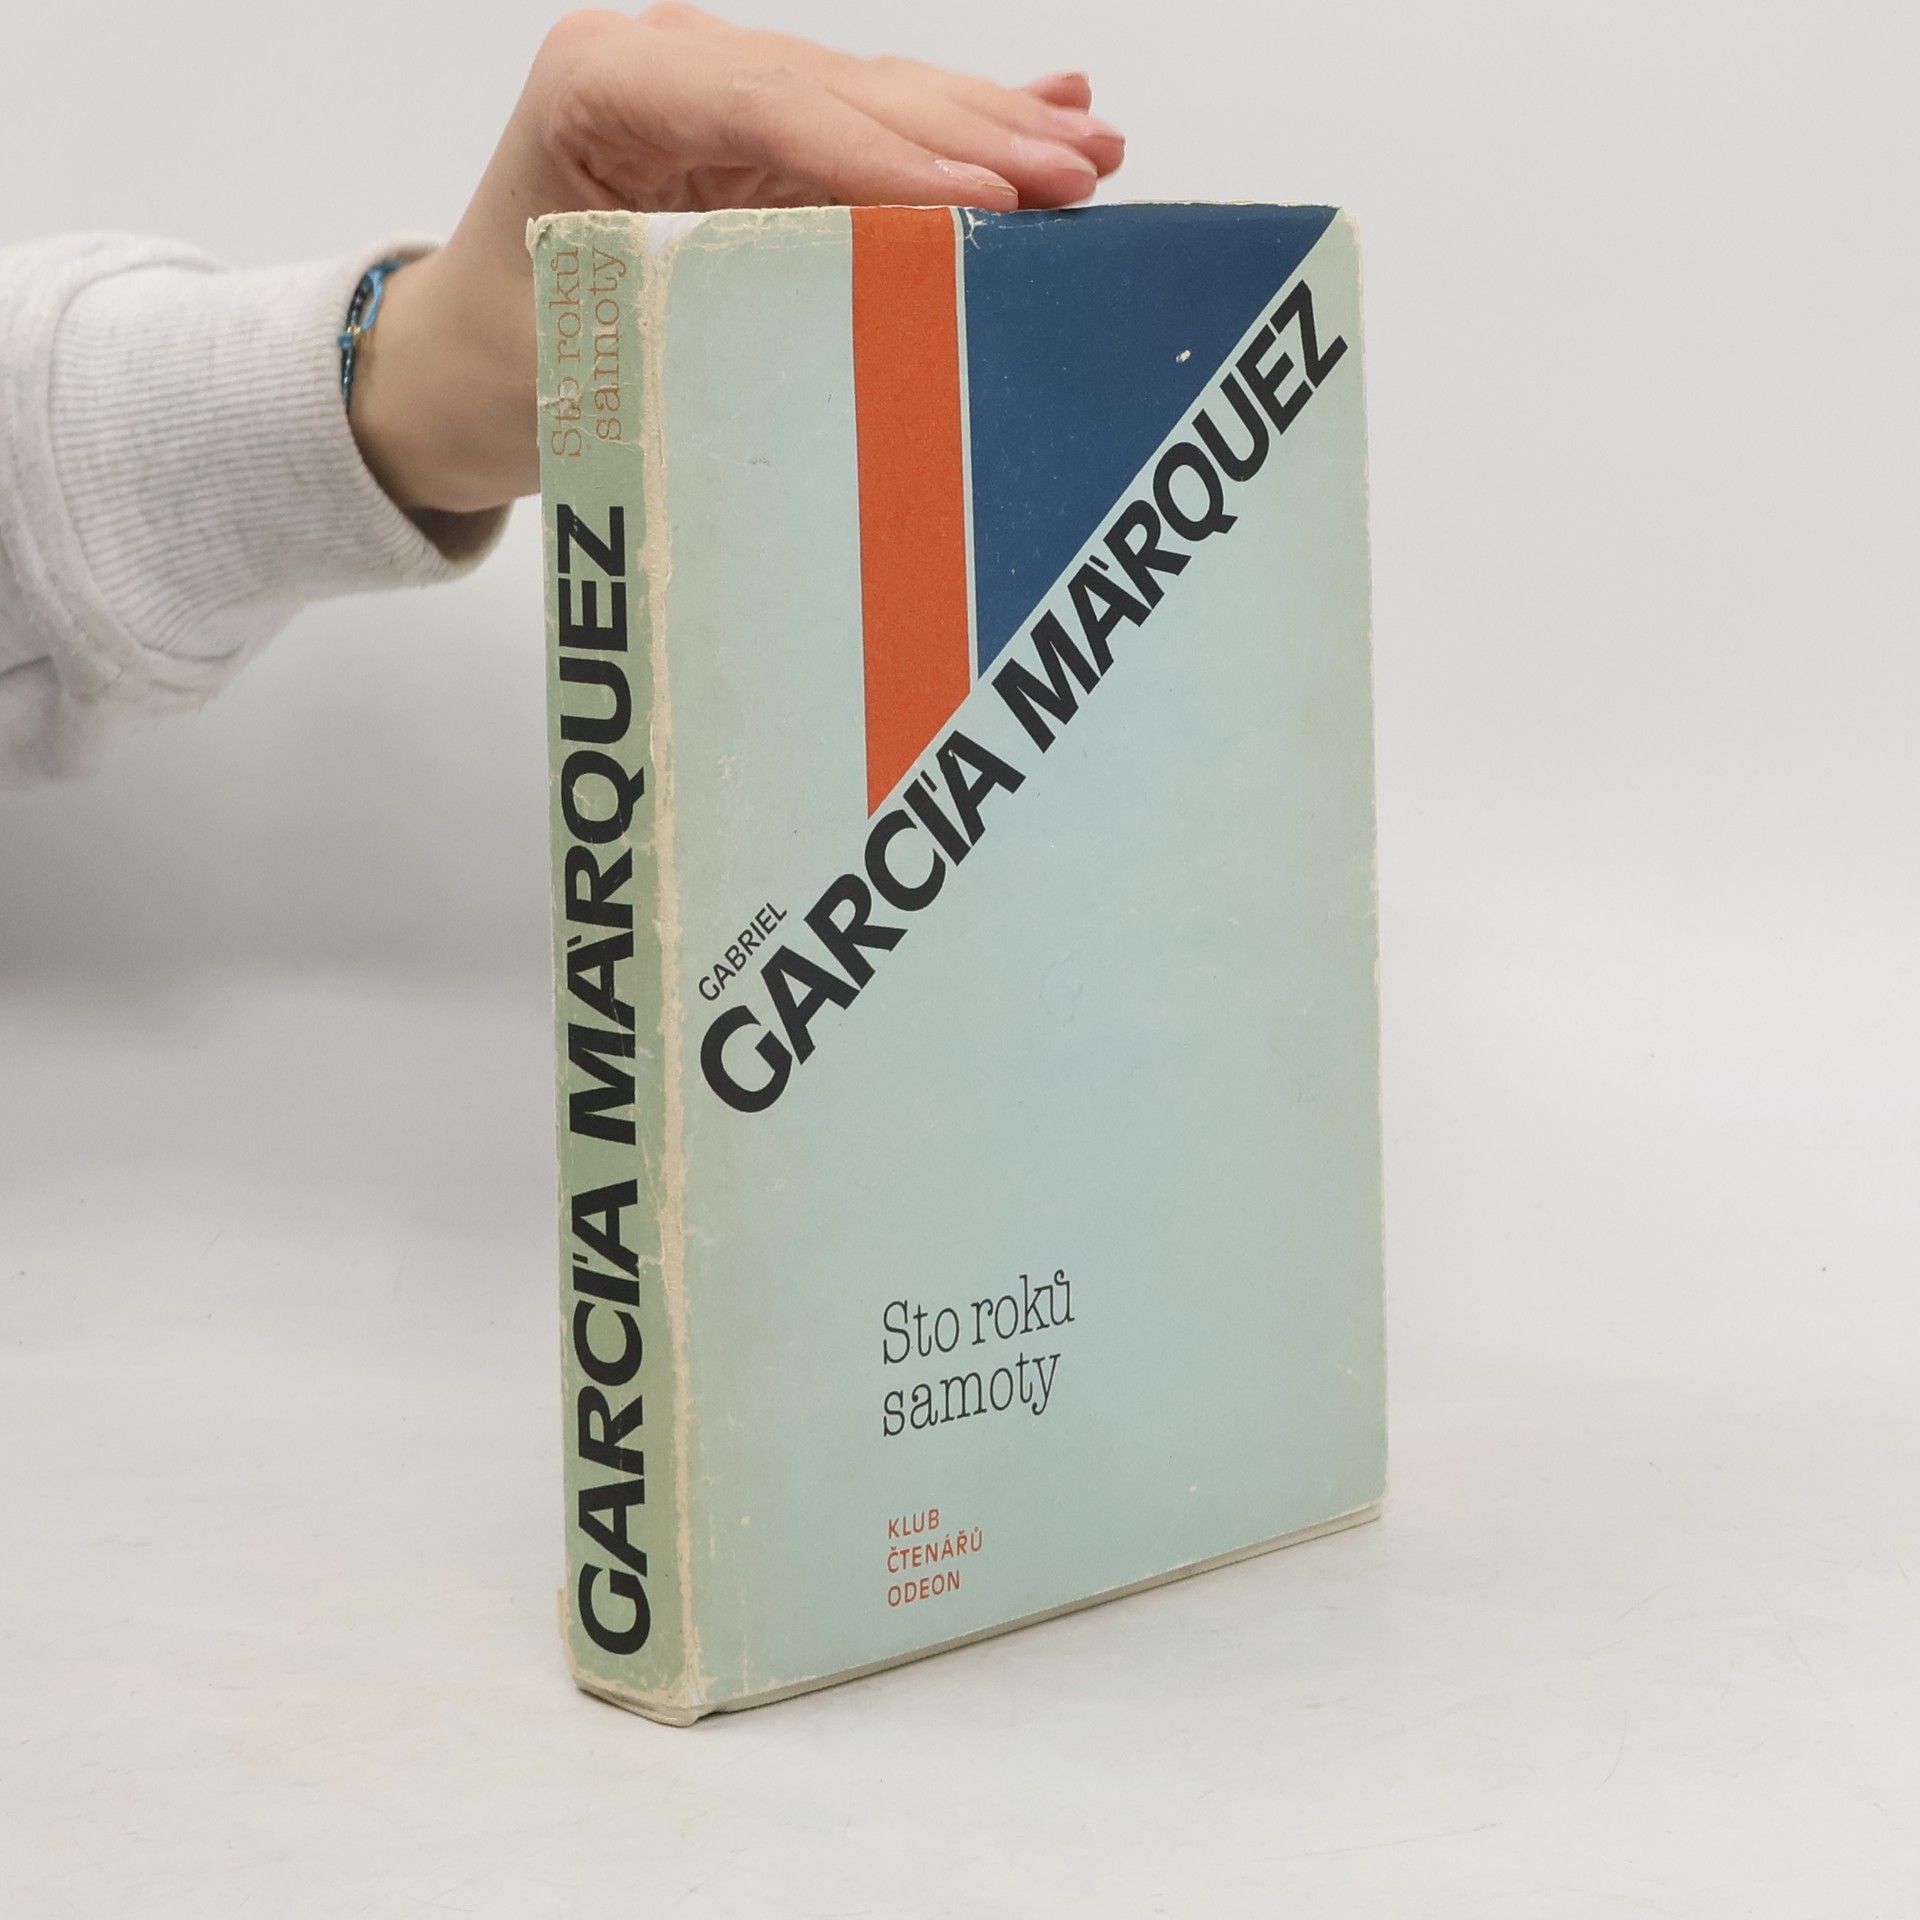 Sto roků
samoty
GARCÍA MÁRQUEZ
GABRIEL
GARCÍA MÁRQUEZ
Sto roků
samoty
KLUB
ČTENÁŘŮ
ODEON